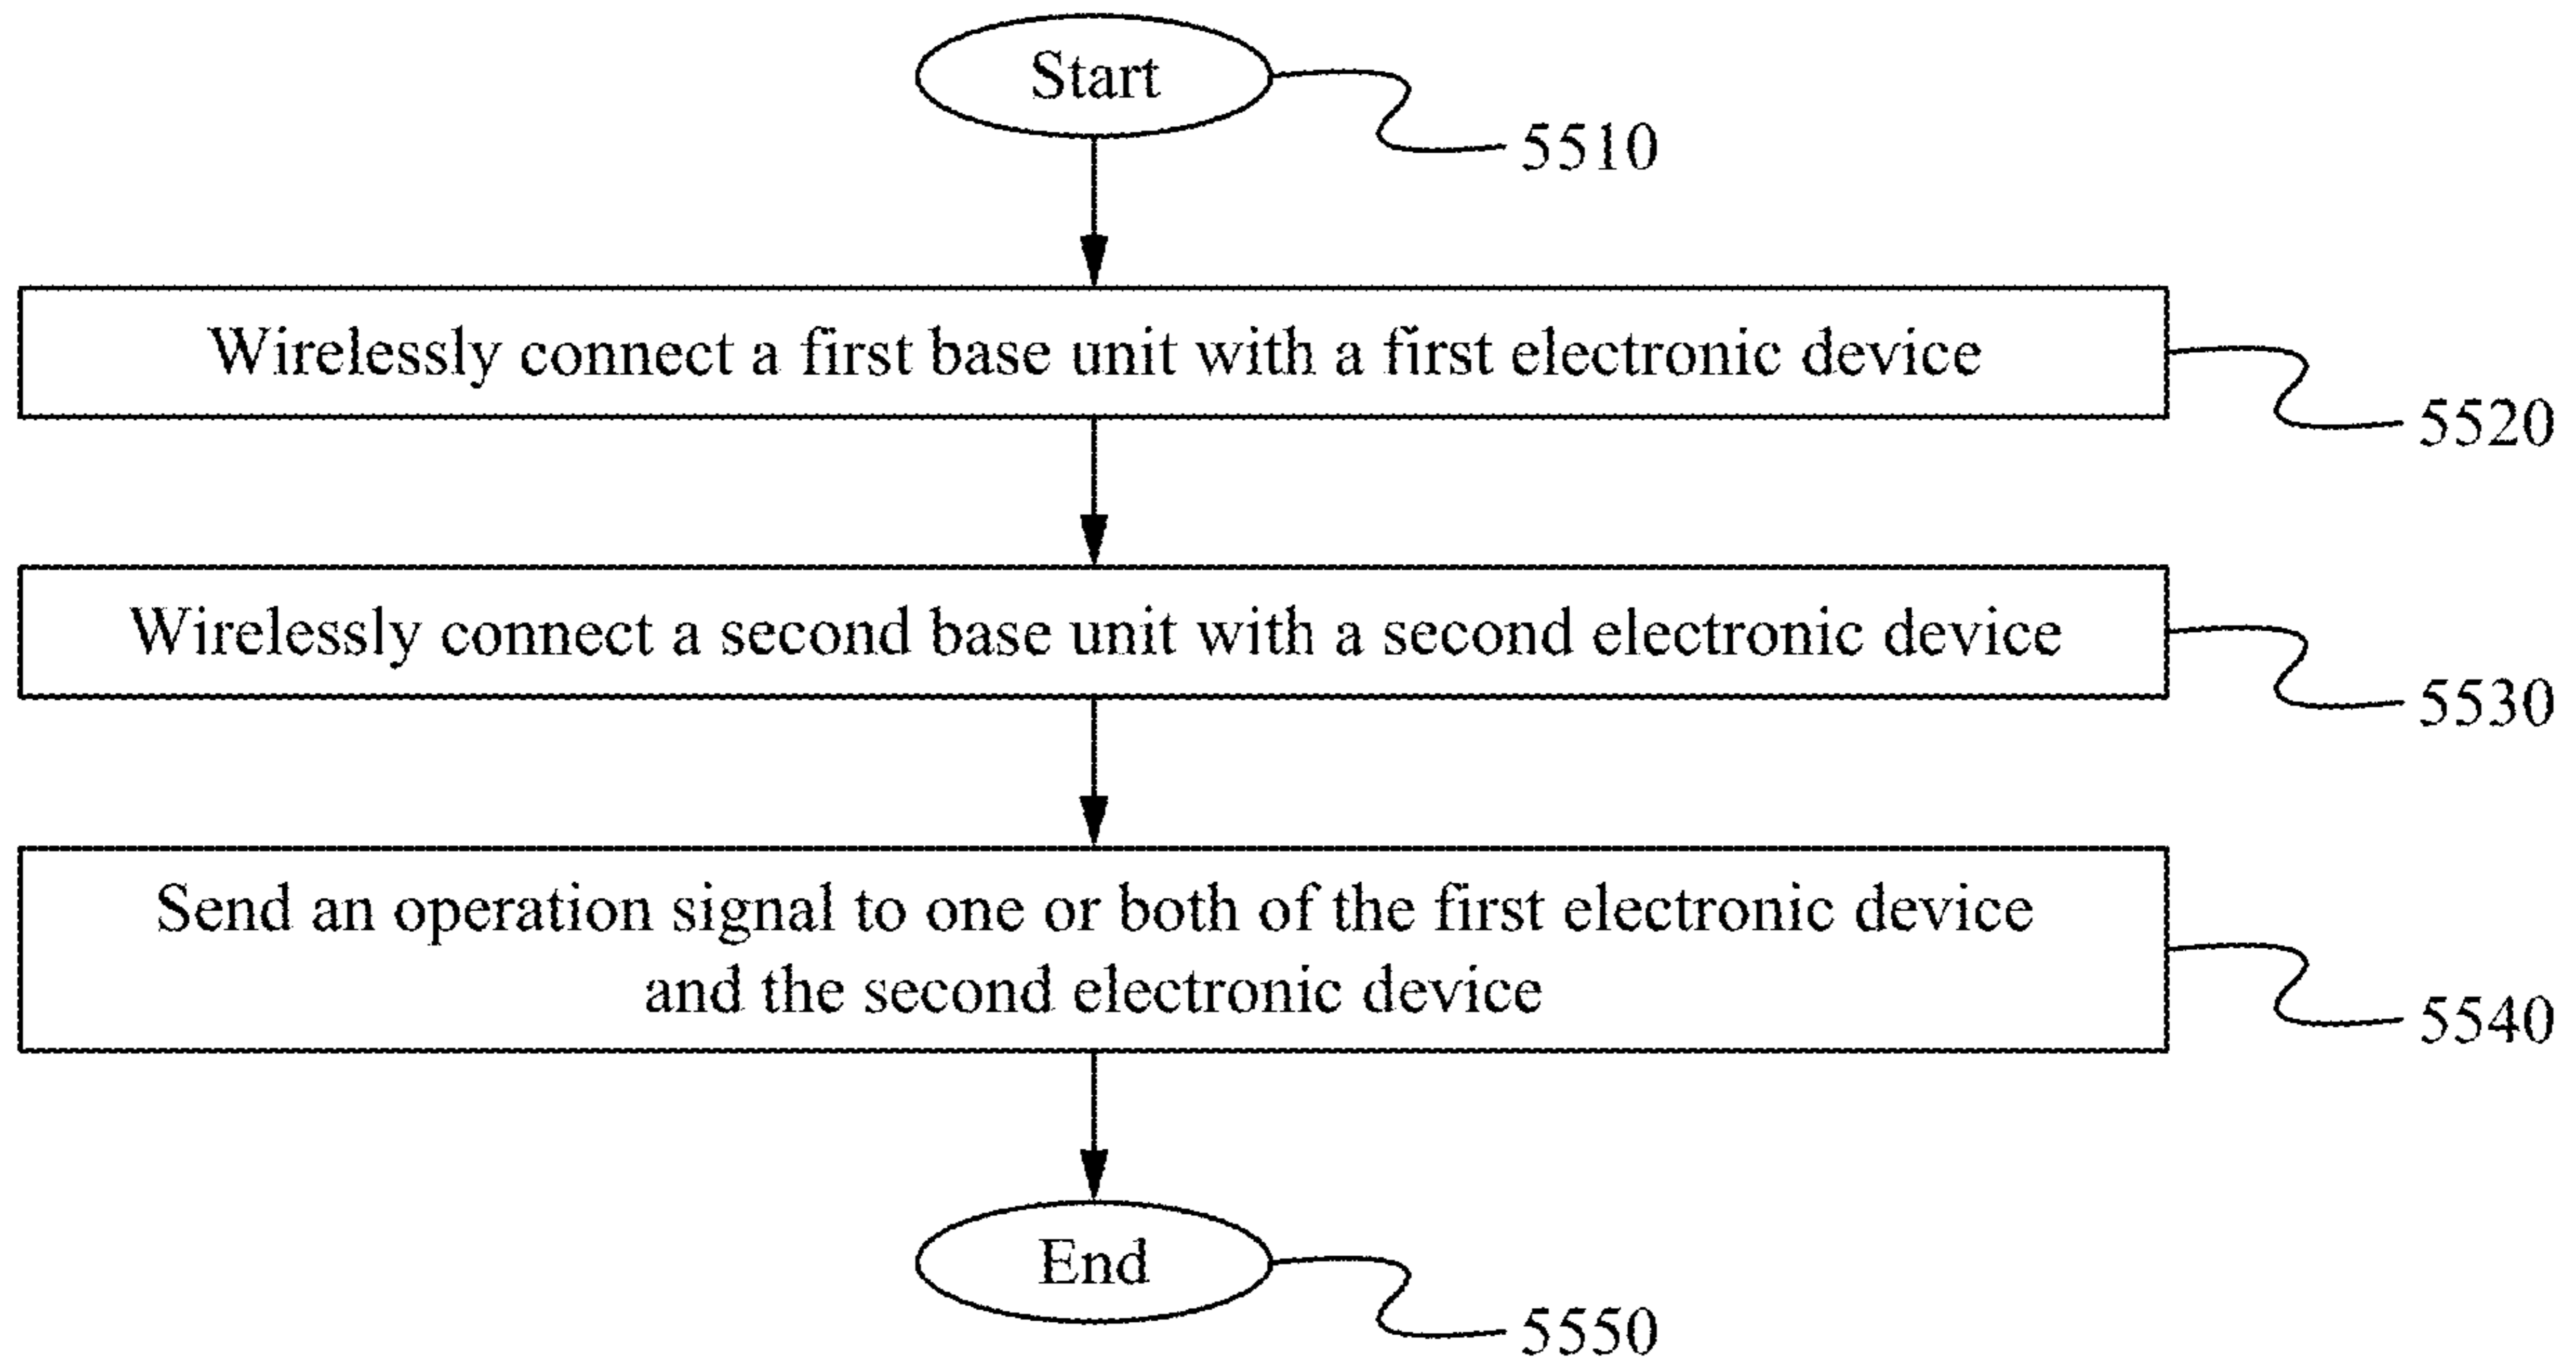 Start
5510
Wirelessly connect a first base unit with a first electronic device
5520
Wirelessly connect a second base unit with a second electronic device
5530
Send an operation signal to one or both of the first electronic device
and the second electronic device
5540
End
5550